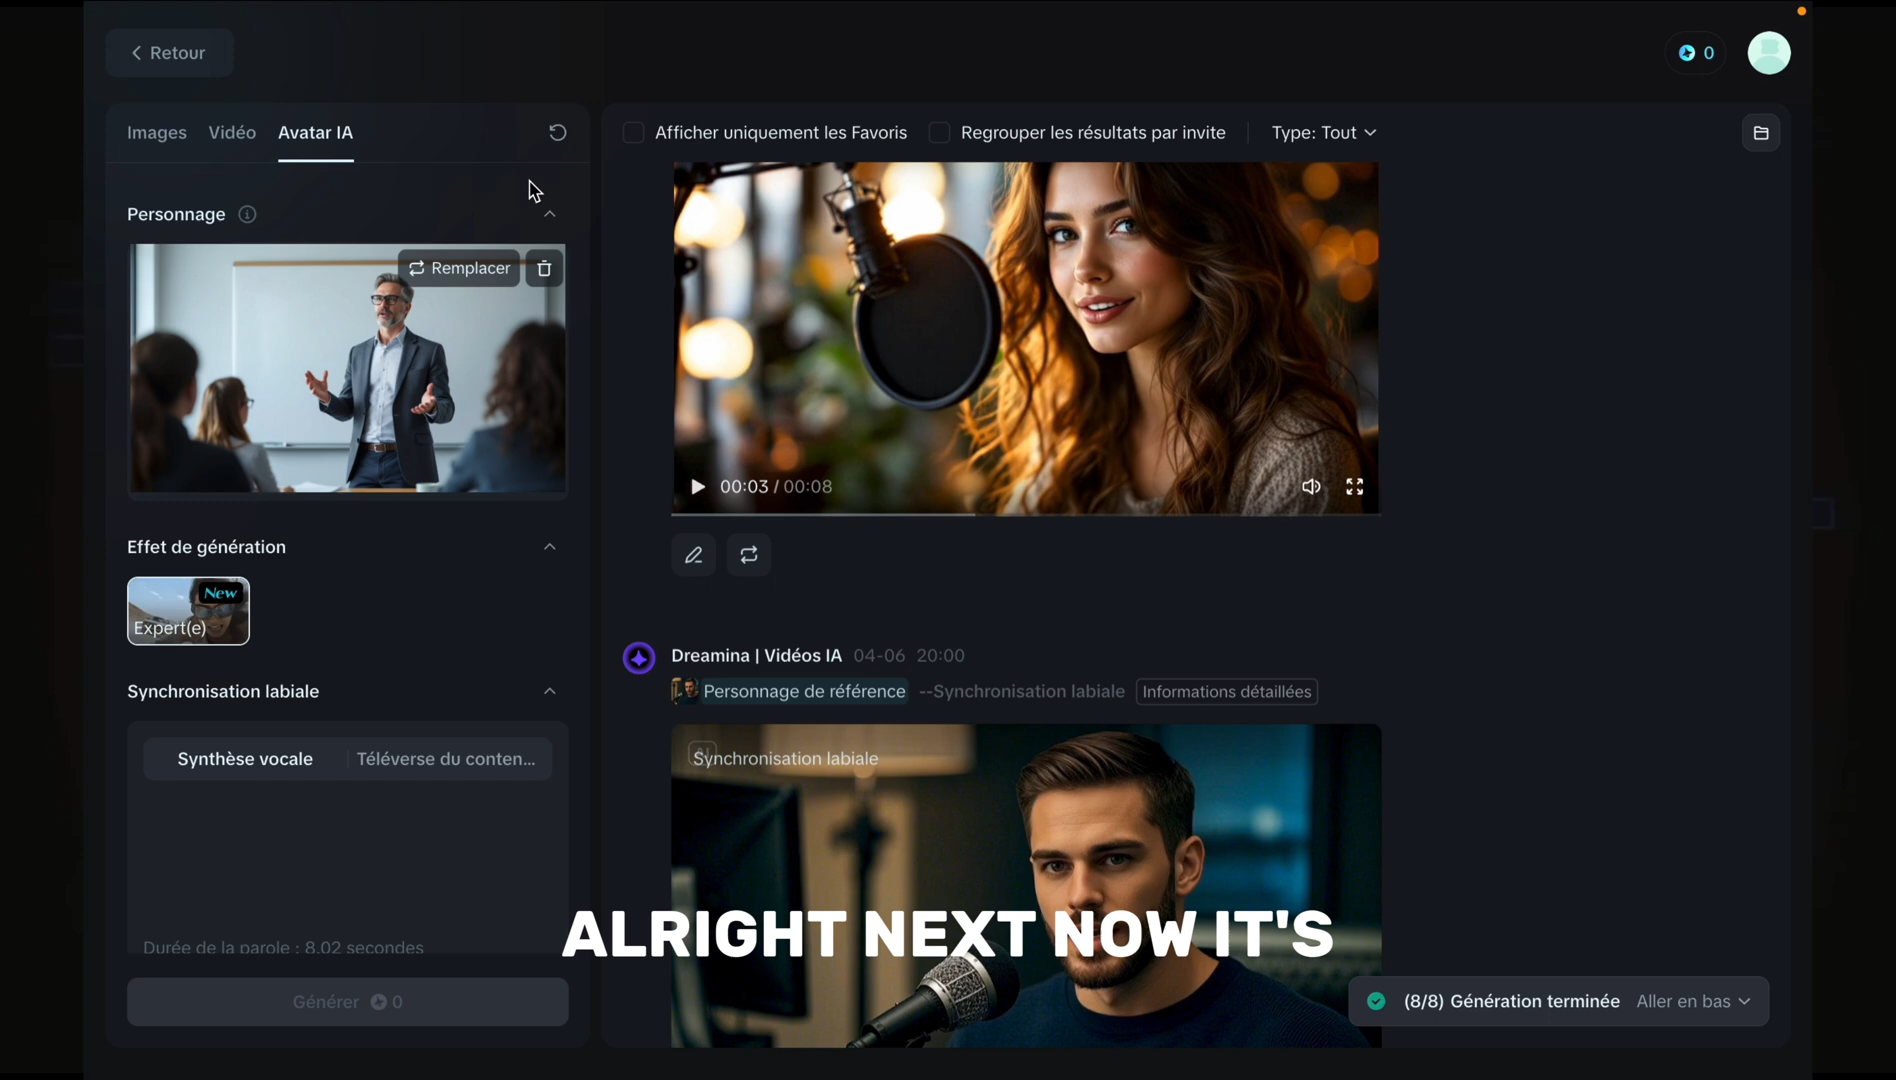 Retour
0
Images Vidéo Avatar IA
Afficher uniquement les Favoris Regrouper les résultats par invite Type: Tout
Personnage
Remplacer
00:03 / 00:08
Effet de génération
New
Expert(e)
Dreamina | Vidéos IA 04-06 20:00
Personnage de référence --Synchronisation labiale Informations détaillées
Synchronisation labiale
Synthèse vocale Téléverse du conten...
Synchronisation labiale
ALRIGHT NEXT NOW IT'S
Durée de la parole : 8.02 secondes
Générer 0
(8/8) Génération terminée Aller en bas